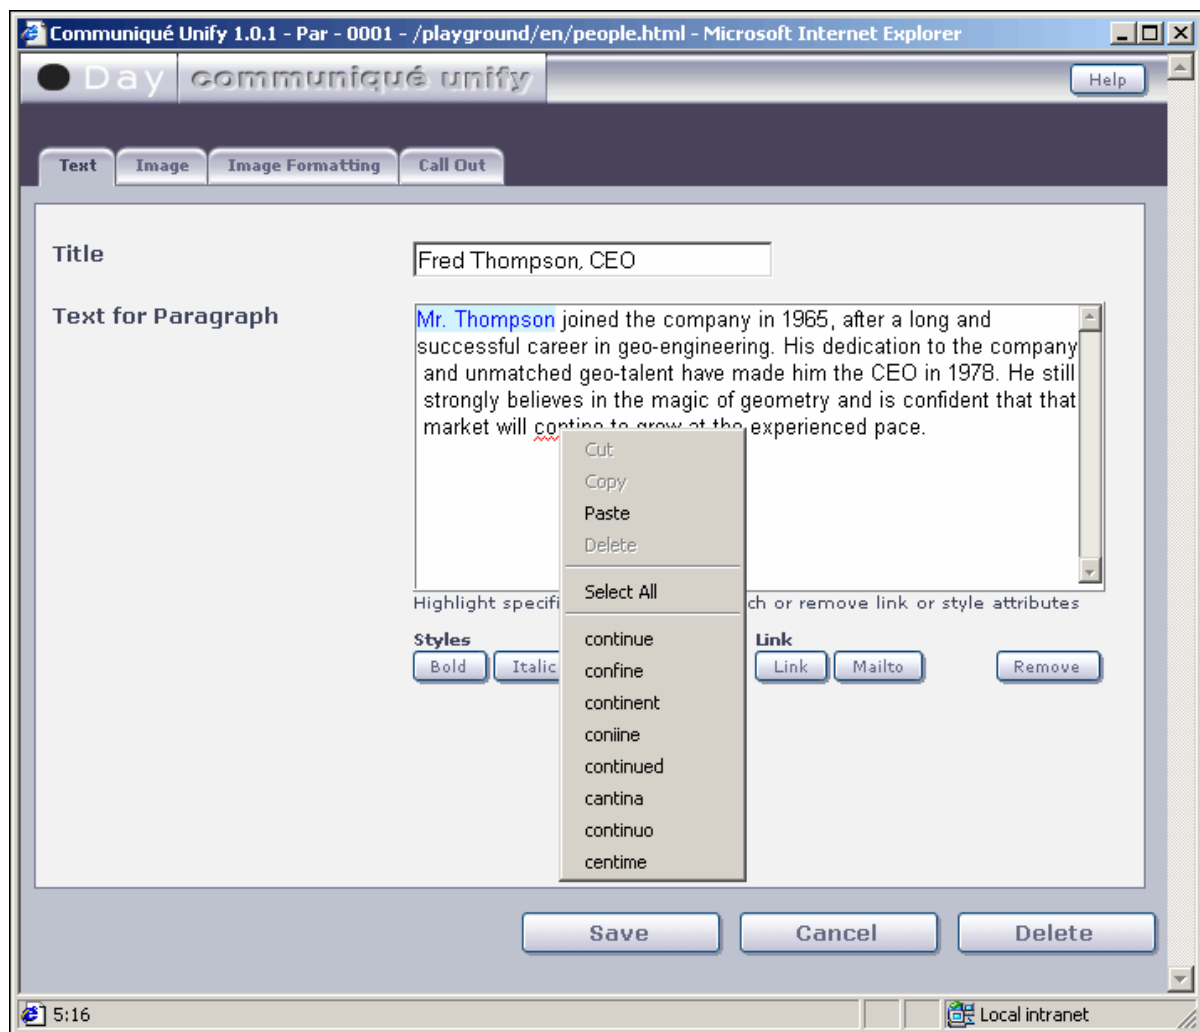 Communiqué Unify 1.0.1 - Par - 0001 - /playground/en/people.html - Microsoft Internet Explorer
Day communiqué unify Help
Text Image Image Formatting Call Out
Title
Fred Thompson, CEO
Text for Paragraph
Mr. Thompson joined the company in 1965, after a long and
successful career in geo-engineering. His dedication to the company
and unmatched geo-talent have made him the CEO in 1978. He still
strongly believes in the magic of geometry and is confident that that
market will contine to grow at the experienced pace.
Cut
Copy
Paste
Delete
Select All
continue
confine
continent
coniine
continued
cantina
continuo
centime
Highlight ch or remove link or style attributes
Styles Link
Bold Italic Link Mailto Remove
Save Cancel Delete
5:16 Local intranet